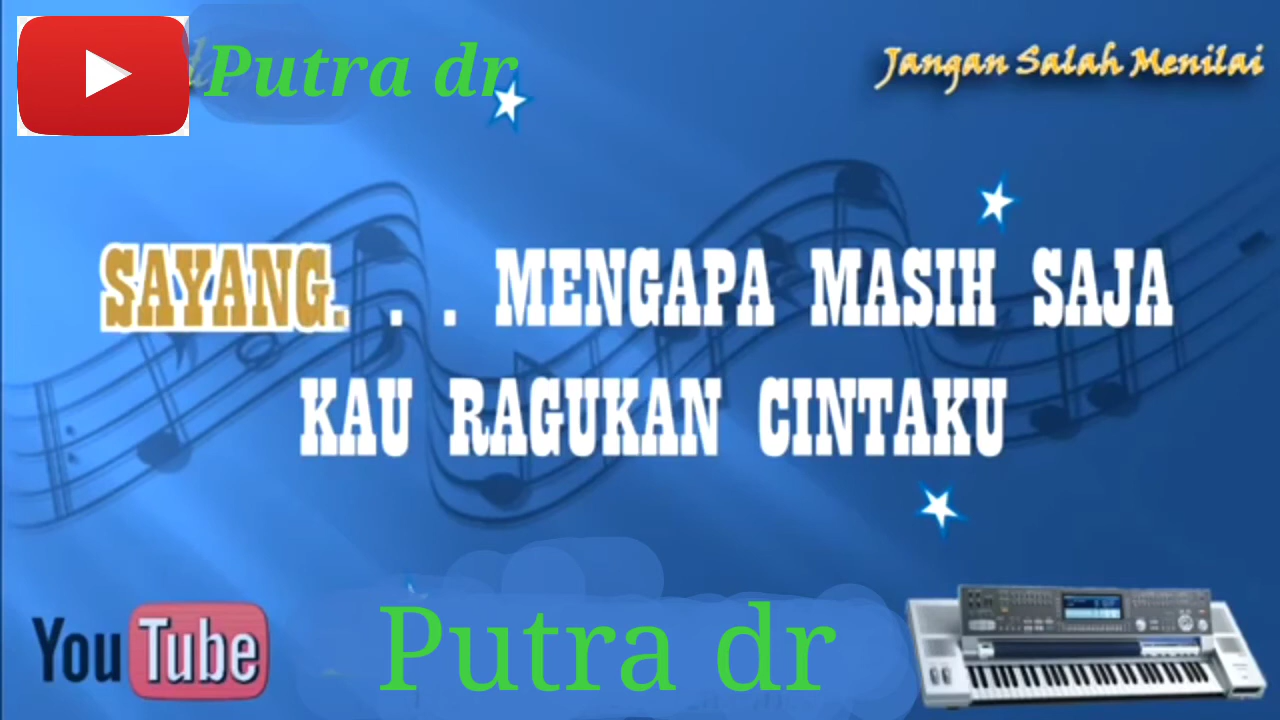 Putra dr
Jangan Salah Menilai
SAYANG. . . MENGAPA MASIH SAJA
KAU RAGUKAN CINTAKU
YouTube
Putra dr